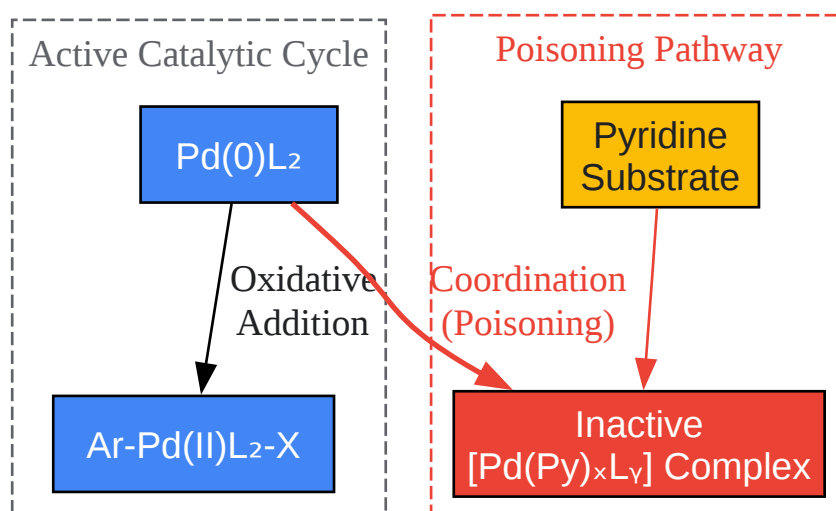 Active Catalytic Cycle
Pd(0)L₂
Oxidative
Addition
Ar-Pd(II)L₂-X
Poisoning Pathway
Pyridine
Substrate
Coordination
(Poisoning)
Inactive
[Pd(Py)ₓLᵧ] Complex